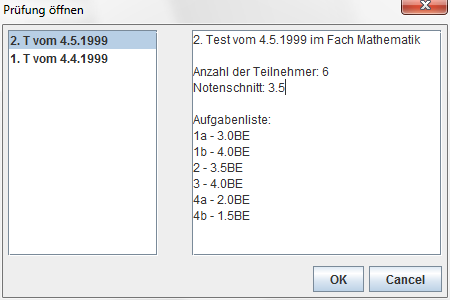 Prüfung öffnen
2. T vom 4.5.1999
1. T vom 4.4.1999
2. Test vom 4.5.1999 im Fach Mathematik
Anzahl der Teilnehmer: 6
Notenschnitt: 3.5
Aufgabenliste:
1a - 3.0BE
1b - 4.0BE
2 - 3.5BE
3 - 4.0BE
4a - 2.0BE
4b - 1.5BE
OK
Cancel